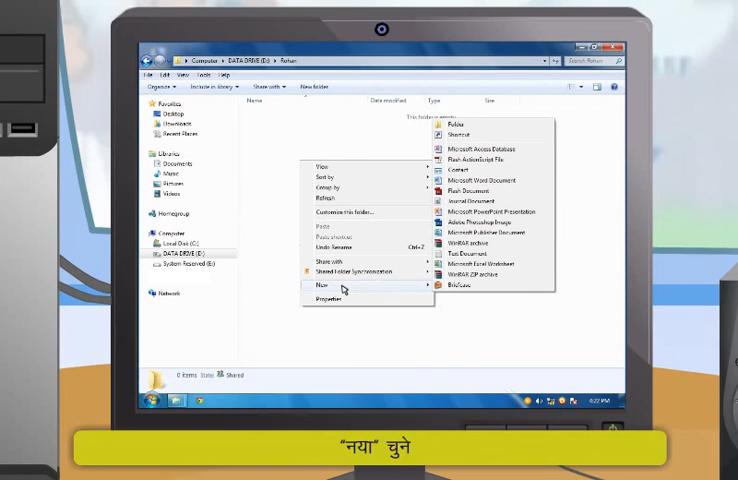 Computer ▸ DATA DRIVE (D:) ▸ Rohan
Search Rohan
File Edit View Tools Help
Organize Include in library Share with New folder
Favorites
Desktop
Downloads
Recent Places
Libraries
Documents
Music
Pictures
Videos
Homegroup
Computer
Local Disk (C:)
DATA DRIVE (D:)
System Reserved (E:)
Network
Name Date modified Type Size
This folder is empty.
View
Sort by
Group by
Refresh
Customize this folder...
Paste
Paste shortcut
Undo Rename Ctrl+Z
Share with
Shared Folder Synchronization
New
Properties
Folder
Shortcut
Microsoft Access Database
Flash ActionScript File
Contact
Microsoft Word Document
Flash Document
Journal Document
Microsoft PowerPoint Presentation
Adobe Photoshop Image
Microsoft Publisher Document
WinRAR archive
Text Document
Microsoft Excel Worksheet
WinRAR ZIP archive
Briefcase
0 items State: Shared
4:22 PM
“नया” चुने